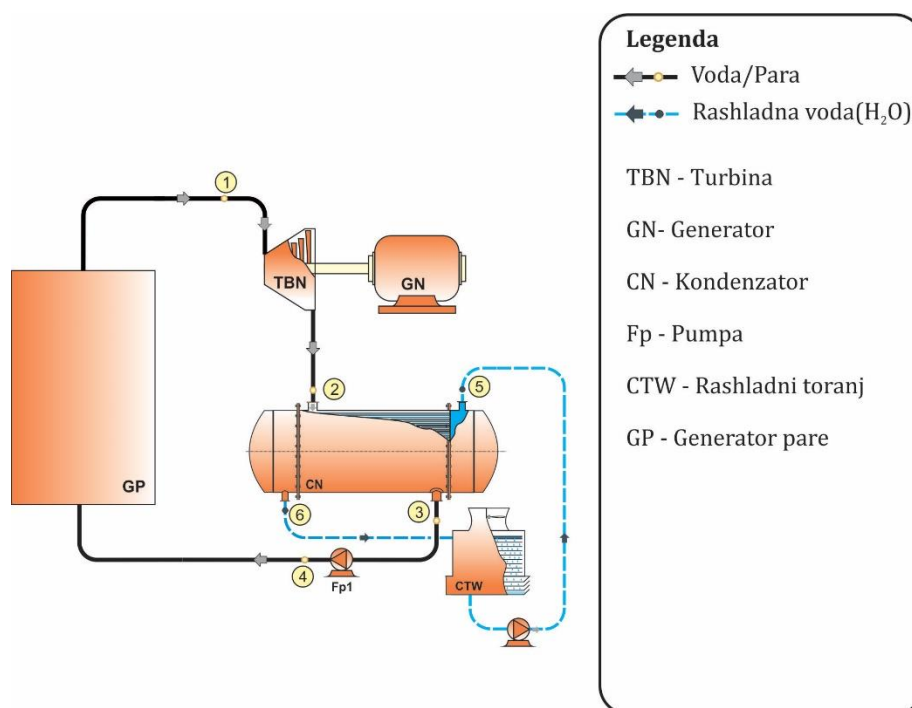 1
TBN
GN
2
5
GP
CN
6
3
4
Fp1
CTW
Legenda
Voda/Para
Rashladna voda(H₂O)
TBN - Turbina
GN- Generator
CN - Kondenzator
Fp - Pumpa
CTW - Rashladni toranj
GP - Generator pare